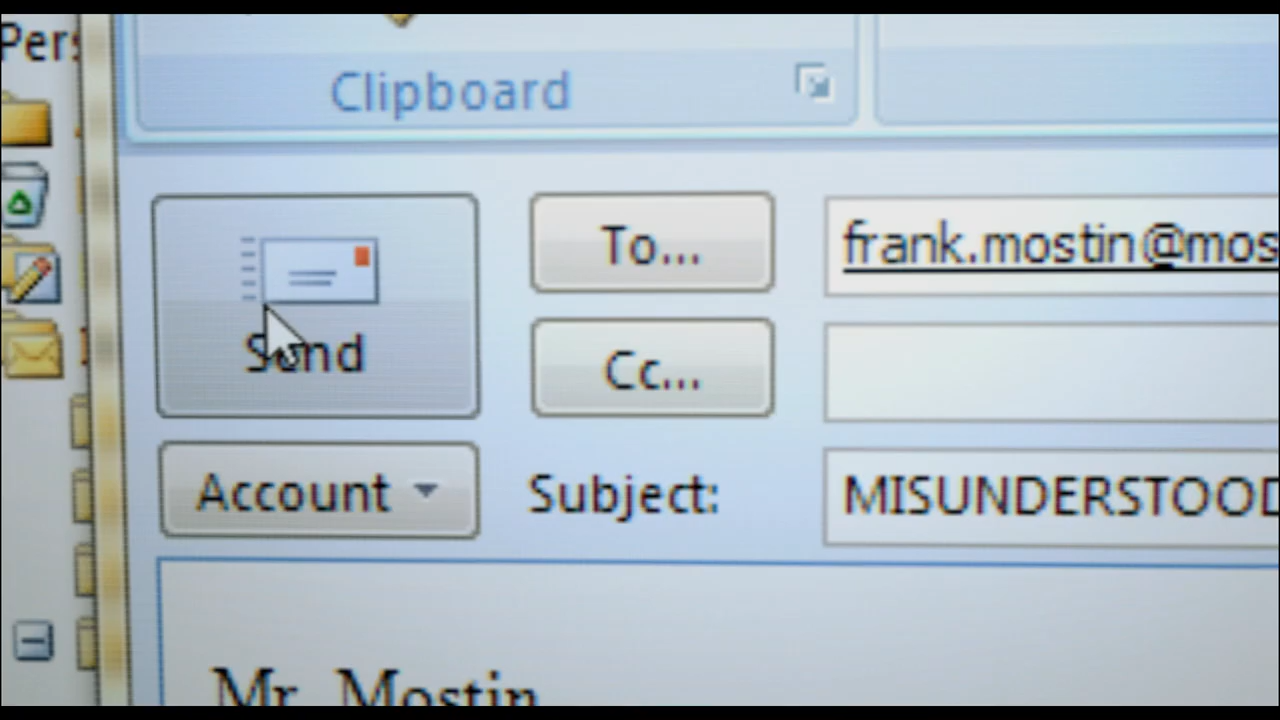 Pers
Clipboard
Send
To...
frank.mostin@mos
Cc...
Account
Subject:
MISUNDERSTOOD
Mr. Mostin